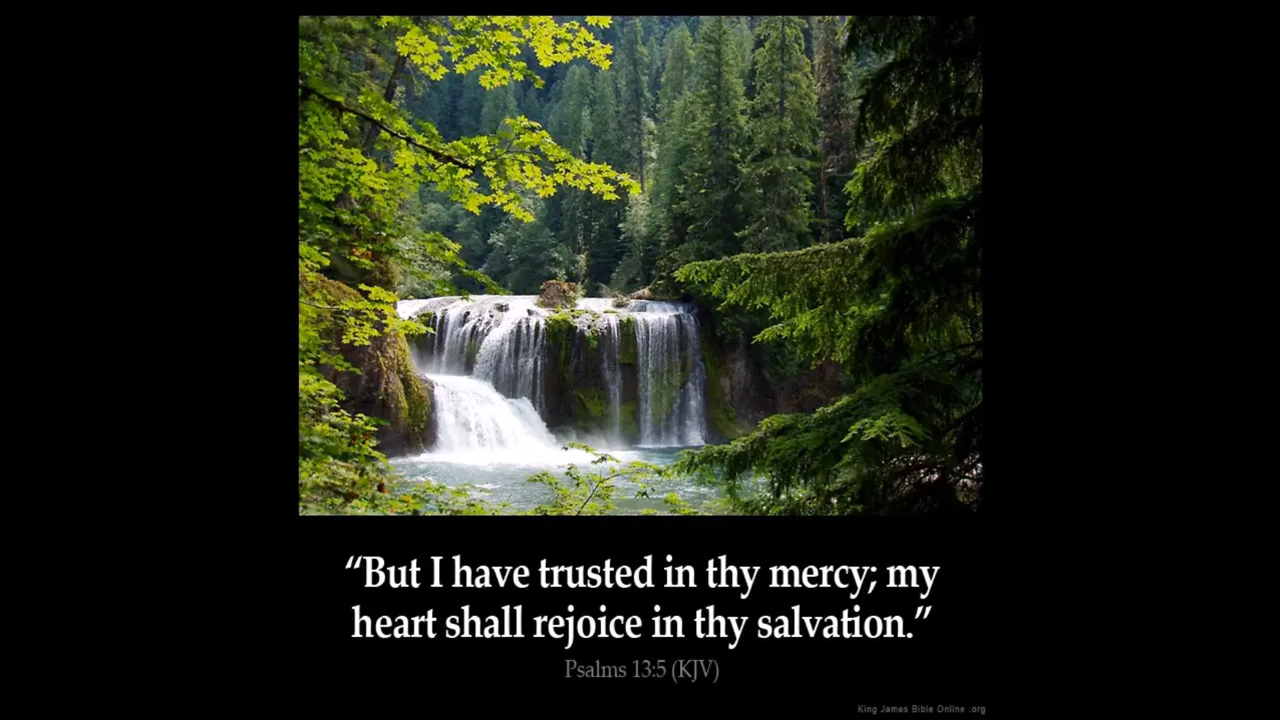 “But I have trusted in thy mercy; my
heart shall rejoice in thy salvation.”
Psalms 13:5 (KJV)
King James Bible Online .org